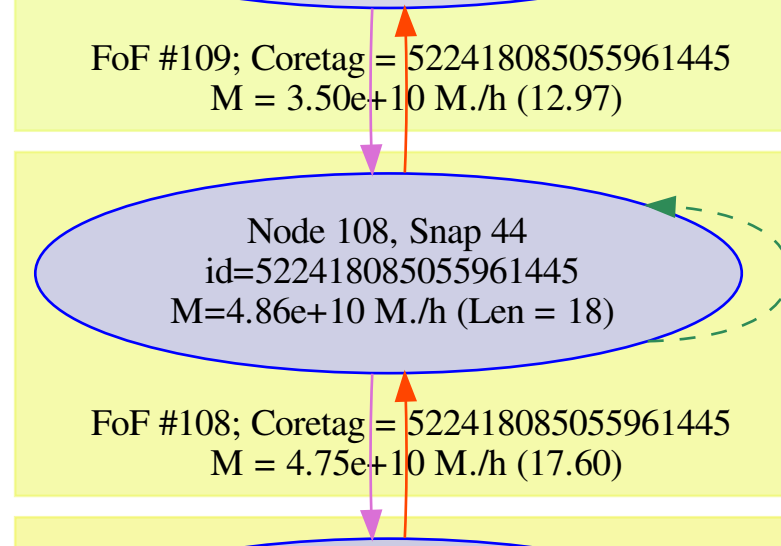 FoF #109; Coretag = 522418085055961445
M = 3.50e+10 M./h (12.97)
Node 108, Snap 44
id=522418085055961445
M=4.86e+10 M./h (Len = 18)
FoF #108; Coretag = 522418085055961445
M = 4.75e+10 M./h (17.60)